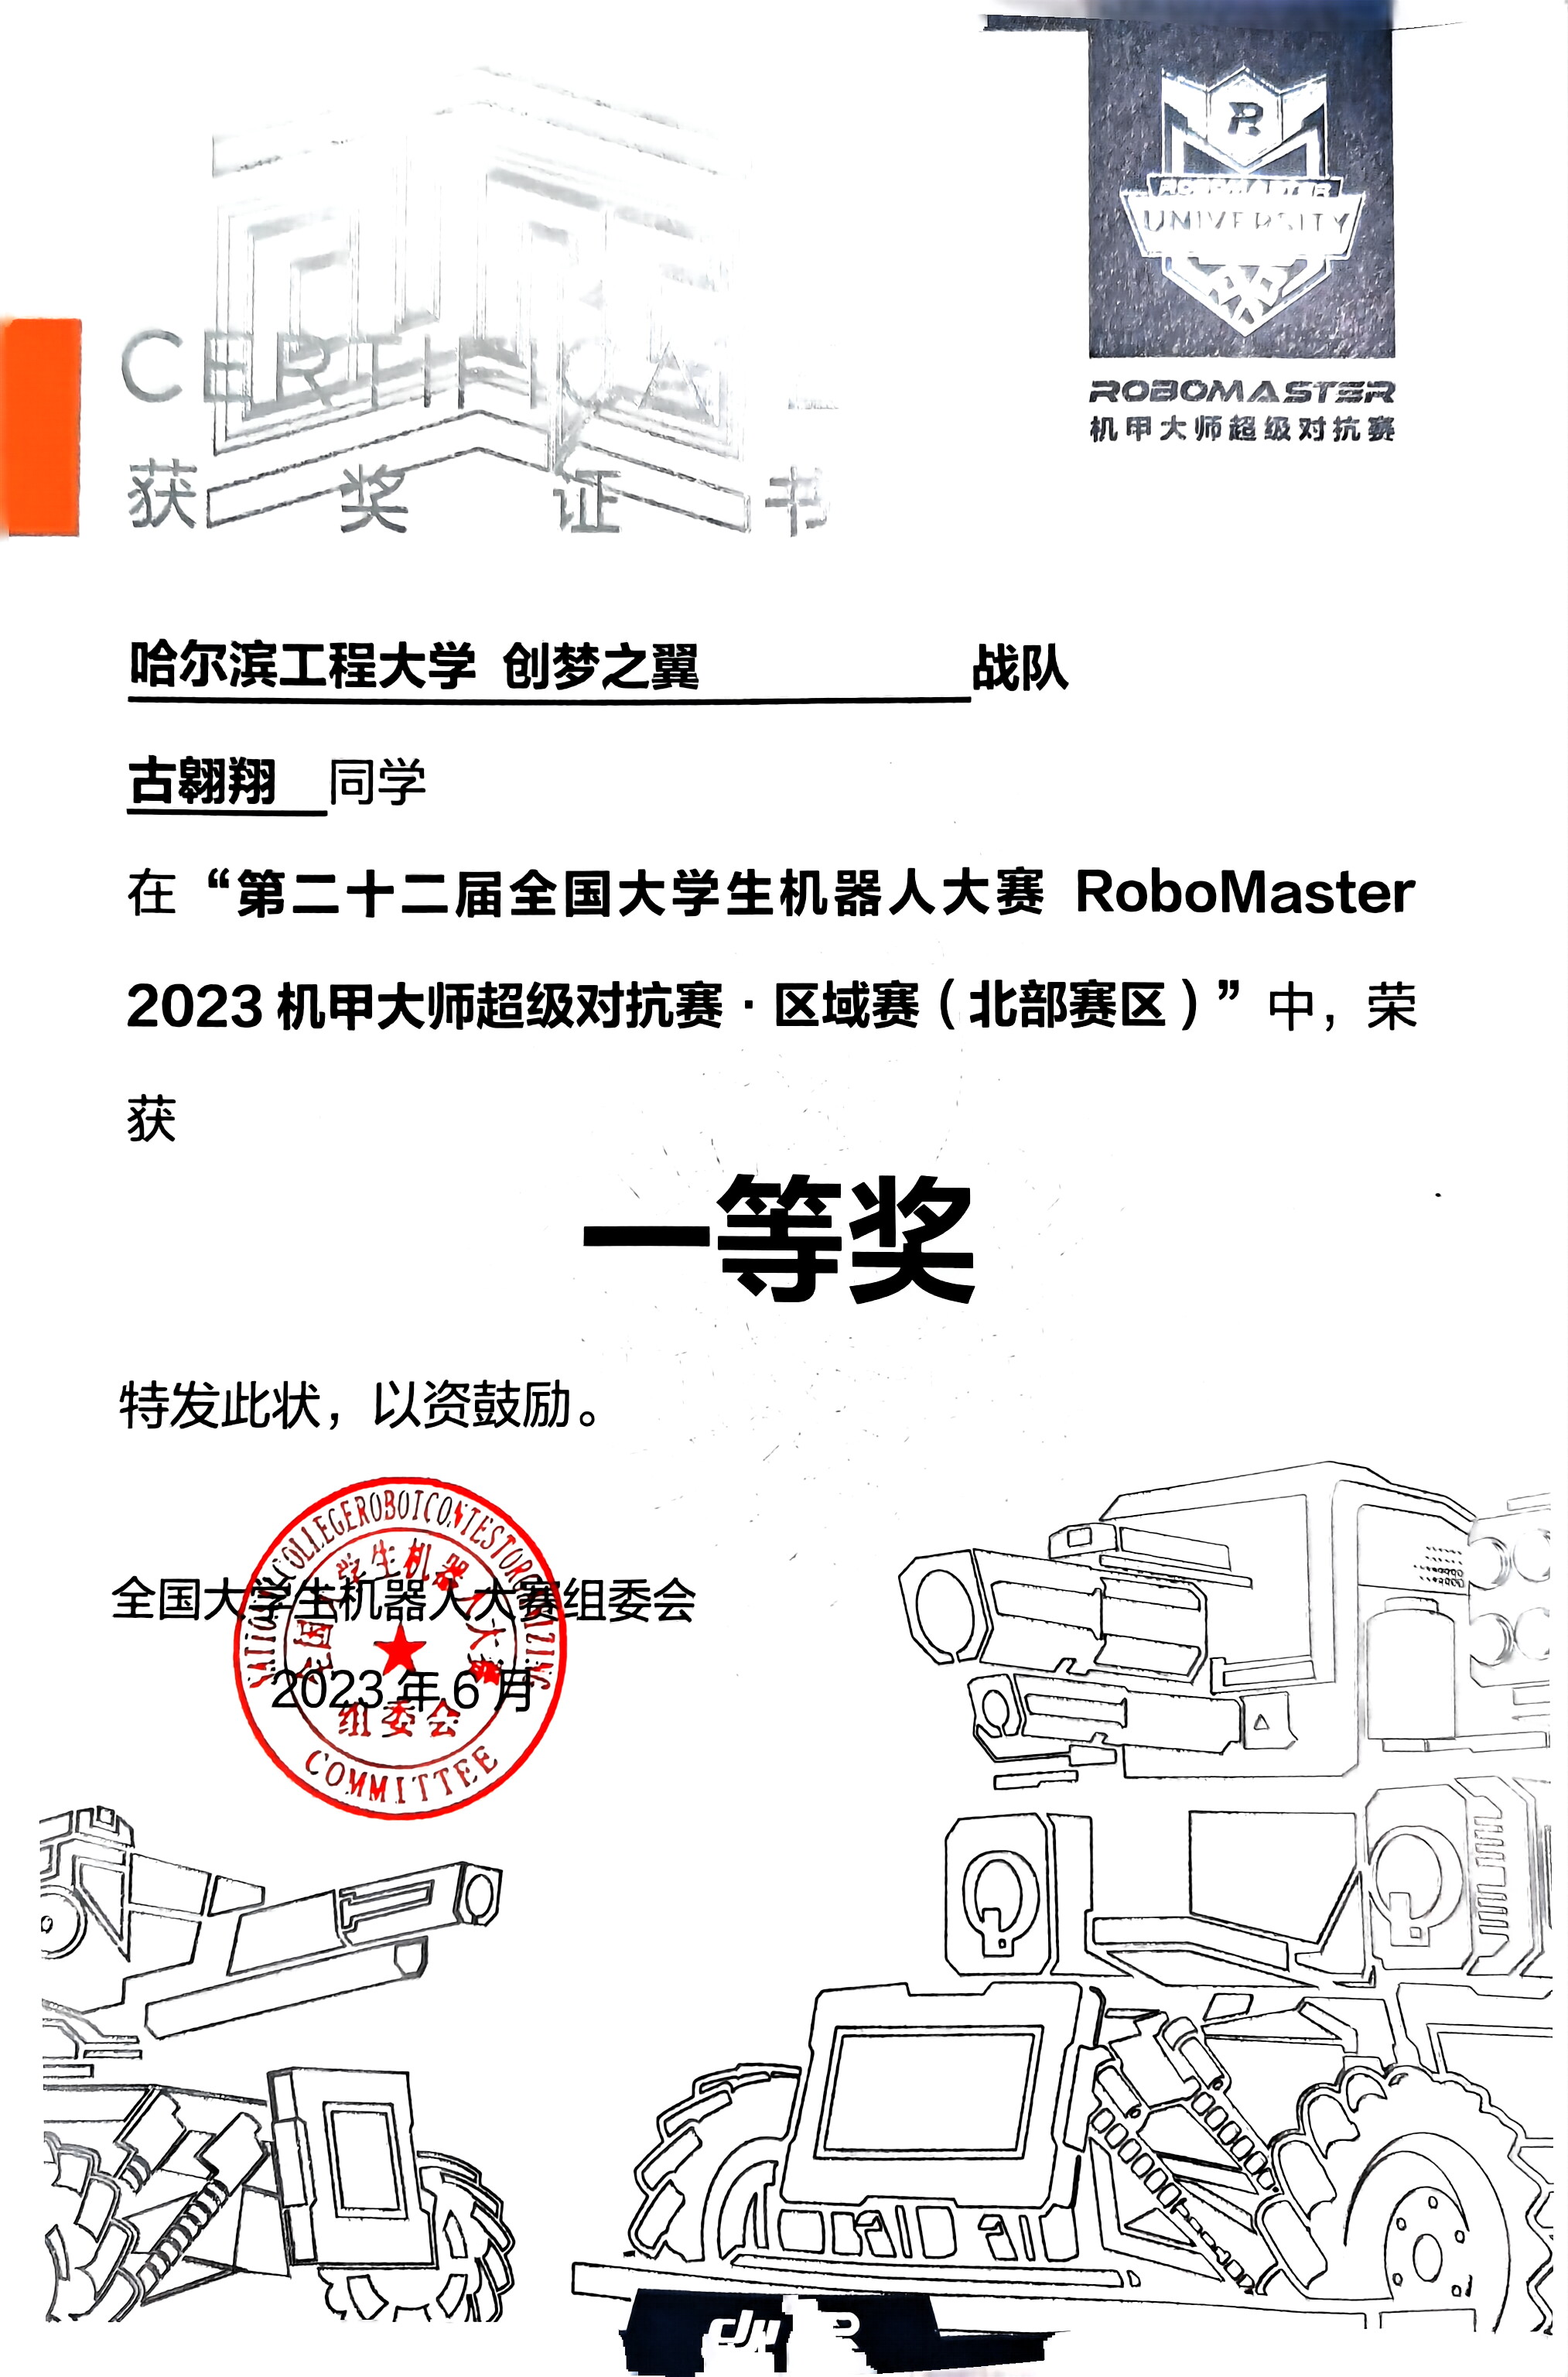 R
ROBOMASTER
UNIVERSITY
ROBOMASTER
机甲大师超级对抗赛
CERTIFICATE
获奖证书
哈尔滨工程大学 创梦之翼 战队
古翱翔 同学
在“第二十二届全国大学生机器人大赛 RoboMaster
2023 机甲大师超级对抗赛·区域赛（北部赛区）”中，荣
获
一等奖
特发此状，以资鼓励。
全国大学生机器人大赛组委会
2023 年 6 月
NATIONALCOLLEGEROBOTCONTESTORGANIZING
COMMITTEE
全国大学生机器人大赛
组委会
dji